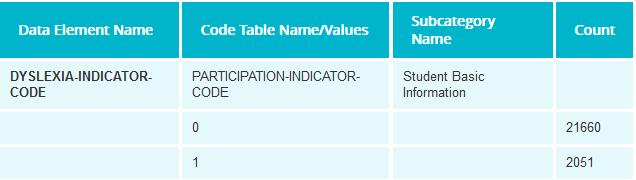 Data Element Name Code Table Name/Values Subcategory Name Count
DYSLEXIA-INDICATOR-CODE PARTICIPATION-INDICATOR-CODE Student Basic Information
0 21660
1 2051